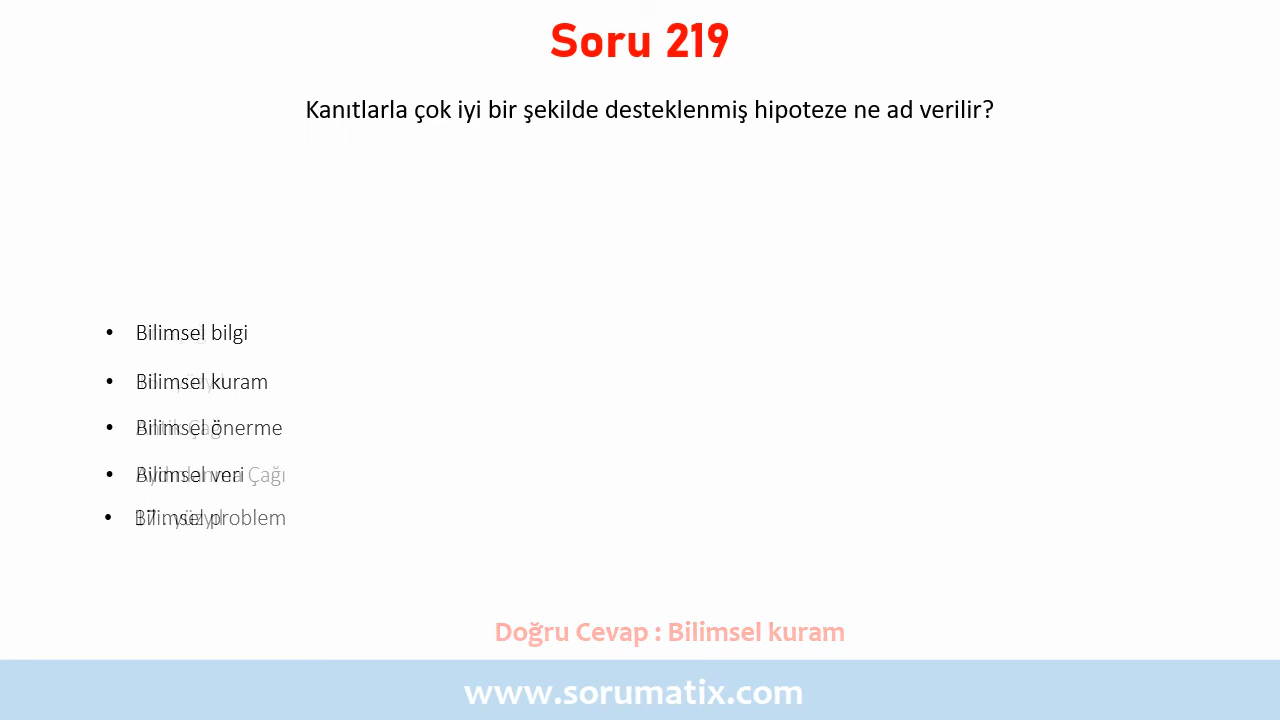 Soru 219
Kanıtlarla çok iyi bir şekilde desteklenmiş hipoteze ne ad verilir?
• Bilimsel bilgi
• Bilimsel kuram
• Bilimsel önerme
• Bilimsel veri
• Bilimsel problem
Doğru Cevap : Bilimsel kuram
www.sorumatix.com